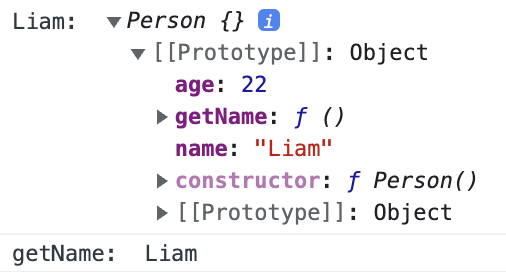 Liam: ▼Person {} i
▼[[Prototype]]: Object
age: 22
▶getName: ƒ ()
name: "Liam"
▶constructor: ƒ Person()
▶[[Prototype]]: Object
getName: Liam